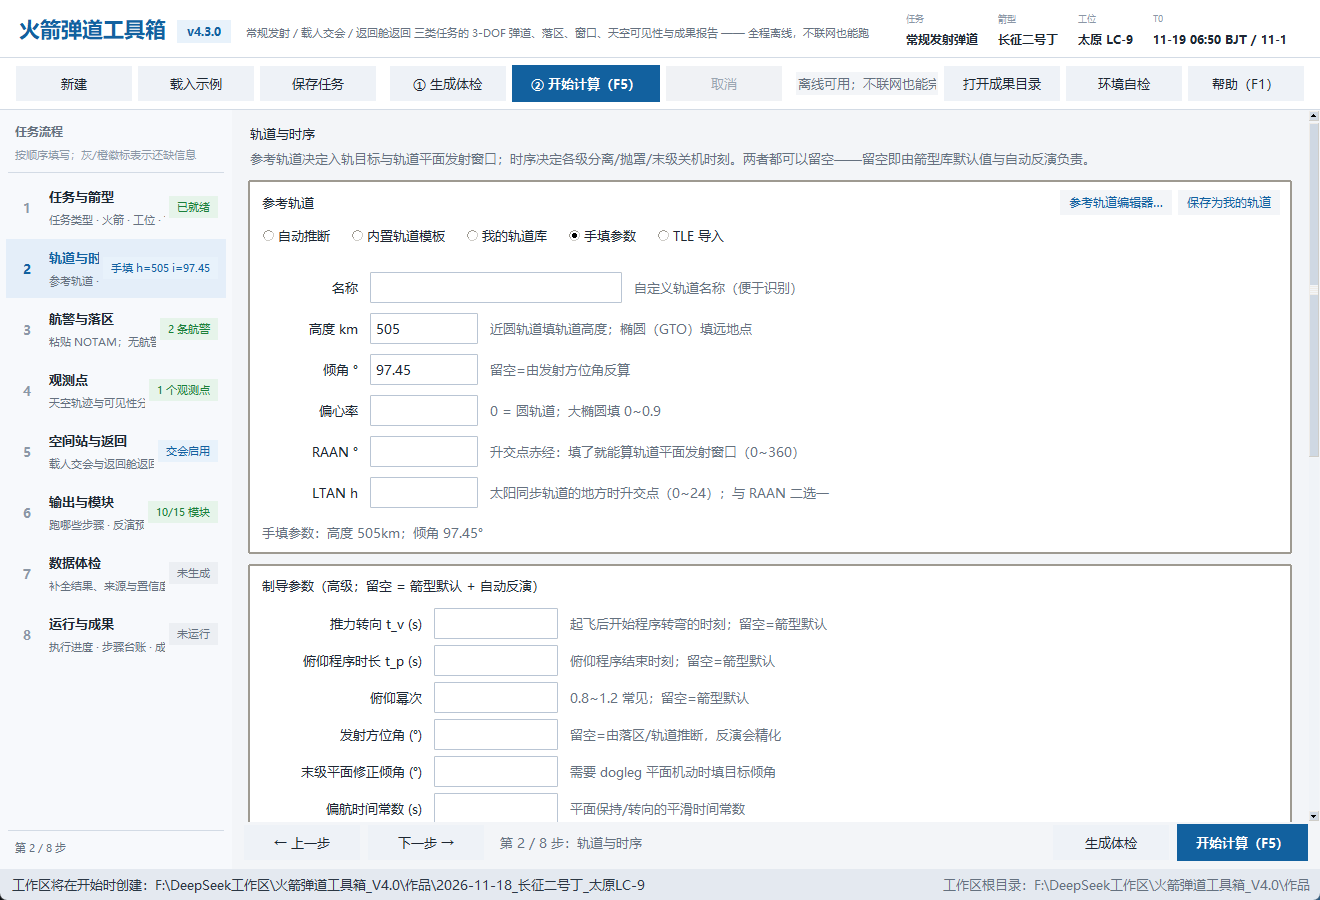 火箭弹道工具箱
v4.3.0
常规发射 / 载人交会 / 返回舱返回 三类任务的 3-DOF 弹道、落区、窗口、天空可见性与成果报告 —— 全程离线，不联网也能跑
任务
常规发射弹道
箭型
长征二号丁
工位
太原 LC-9
T0
11-19 06:50 BJT / 11-1
新建
载入示例
保存任务
① 生成体检
② 开始计算（F5）
取消
离线可用；不联网也能完
打开成果目录
环境自检
帮助（F1）
任务流程
按顺序填写；灰/橙徽标表示还缺信息
1
任务与箭型
任务类型 · 火箭 · 工位 ·
已就绪
2
轨道与时
参考轨道 ·
手填 h=505 i=97.45
3
航警与落区
粘贴 NOTAM；无航警
2 条航警
4
观测点
天空轨迹与可见性分
1 个观测点
5
空间站与返回
载人交会与返回舱返回
交会启用
6
输出与模块
跑哪些步骤 · 反演预
10/15 模块
7
数据体检
补全结果、来源与置信度
未生成
8
运行与成果
执行进度 · 步骤台账 · 成
未运行
第 2 / 8 步
轨道与时序
参考轨道决定入轨目标与轨道平面发射窗口；时序决定各级分离/抛罩/末级关机时刻。两者都可以留空——留空即由箭型库默认值与自动反演负责。
参考轨道
参考轨道编辑器...
保存为我的轨道
自动推断
内置轨道模板
我的轨道库
手填参数
TLE 导入
名称
自定义轨道名称（便于识别）
高度 km
505
近圆轨道填轨道高度；椭圆（GTO）填远地点
倾角 °
97.45
留空=由发射方位角反算
偏心率
0 = 圆轨道；大椭圆填 0~0.9
RAAN °
升交点赤经：填了就能算轨道平面发射窗口（0~360）
LTAN h
太阳同步轨道的地方时升交点（0~24）；与 RAAN 二选一
手填参数：高度 505km；倾角 97.45°
制导参数（高级；留空 = 箭型默认 + 自动反演）
推力转向 t_v (s)
起飞后开始程序转弯的时刻；留空=箭型默认
俯仰程序时长 t_p (s)
俯仰程序结束时刻；留空=箭型默认
俯仰幂次
0.8~1.2 常见；留空=箭型默认
发射方位角 (°)
留空=由落区/轨道推断，反演会精化
末级平面修正倾角 (°)
需要 dogleg 平面机动时填目标倾角
偏航时间常数 (s)
平面保持/转向的平滑时间常数
← 上一步
下一步 →
第 2 / 8 步：轨道与时序
生成体检
开始计算（F5）
工作区将在开始时创建：F:\DeepSeek工作区\火箭弹道工具箱_V4.0\作品\2026-11-18_长征二号丁_太原LC-9
工作区根目录：F:\DeepSeek工作区\火箭弹道工具箱_V4.0\作品